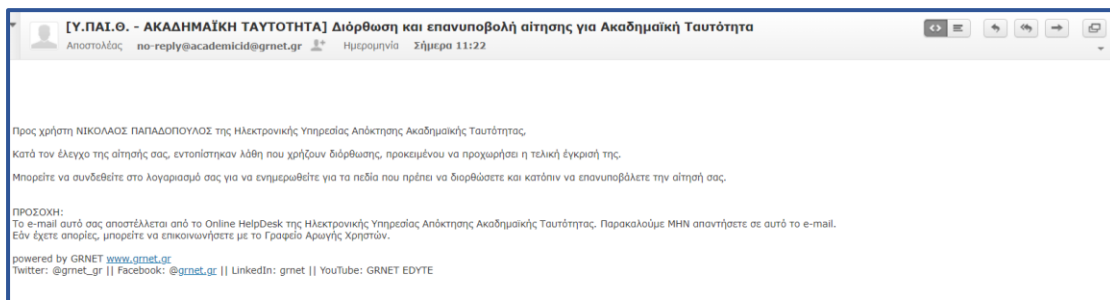 [Υ.ΠΑΙ.Θ. - ΑΚΑΔΗΜΑΪΚΗ ΤΑΥΤΟΤΗΤΑ] Διόρθωση και επανυποβολή αίτησης για Ακαδημαϊκή Ταυτότητα
Αποστολέας no-reply@academicid@grnet.gr Ημερομηνία Σήμερα 11:22
Προς χρήστη ΝΙΚΟΛΑΟΣ ΠΑΠΑΔΟΠΟΥΛΟΣ της Ηλεκτρονικής Υπηρεσίας Απόκτησης Ακαδημαϊκής Ταυτότητας,
Κατά τον έλεγχο της αίτησής σας, εντοπίστηκαν λάθη που χρήζουν διόρθωσης, προκειμένου να προχωρήσει η τελική έγκρισή της.
Μπορείτε να συνδεθείτε στο λογαριασμό σας για να ενημερωθείτε για τα πεδία που πρέπει να διορθώσετε και κατόπιν να επανυποβάλετε την αίτησή σας.
ΠΡΟΣΟΧΗ:
Το e-mail αυτό σας αποστέλλεται από το Online HelpDesk της Ηλεκτρονικής Υπηρεσίας Απόκτησης Ακαδημαϊκής Ταυτότητας. Παρακαλούμε ΜΗΝ απαντήσετε σε αυτό το e-mail.
Εάν έχετε απορίες, μπορείτε να επικοινωνήσετε με το Γραφείο Αρωγής Χρηστών.
powered by GRNET www.grnet.gr
Twitter: @grnet_gr || Facebook: @grnet.gr || LinkedIn: grnet || YouTube: GRNET EDYTE